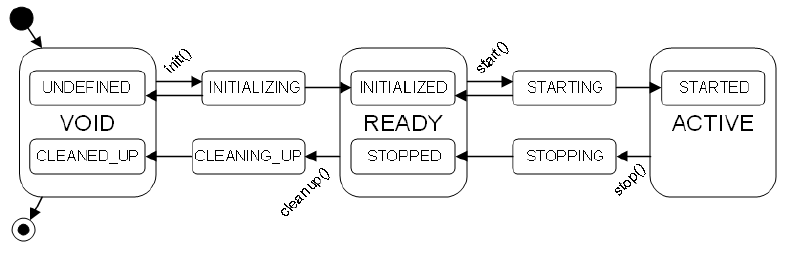 init()
start()
UNDEFINED
INITIALIZING
INITIALIZED
STARTING
STARTED
VOID
READY
ACTIVE
CLEANED_UP
CLEANING_UP
STOPPED
STOPPING
cleanup()
stop()